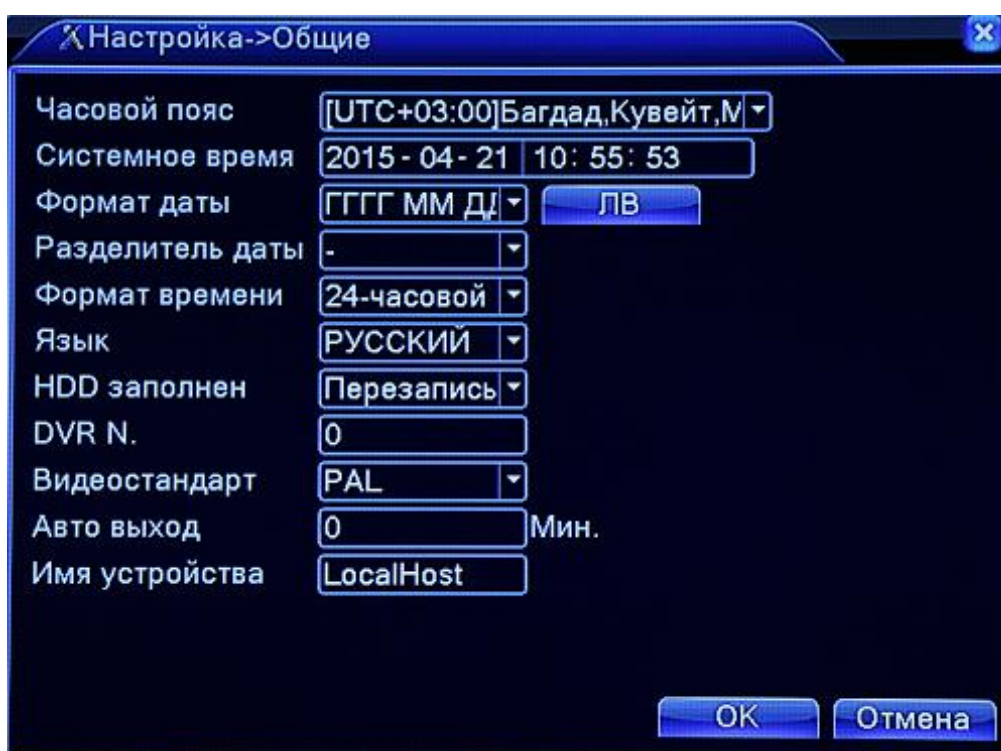 Настройка->Общие
Часовой пояс [UTC+03:00]Багдад,Кувейт,М
Системное время 2015-04-21 10:55:53
Формат даты ГГГГ ММ ДД ЛВ
Разделитель даты -
Формат времени 24-часовой
Язык РУССКИЙ
HDD заполнен Перезапись
DVR N. 0
Видеостандарт PAL
Авто выход 0 Мин.
Имя устройства LocalHost
OK Отмена